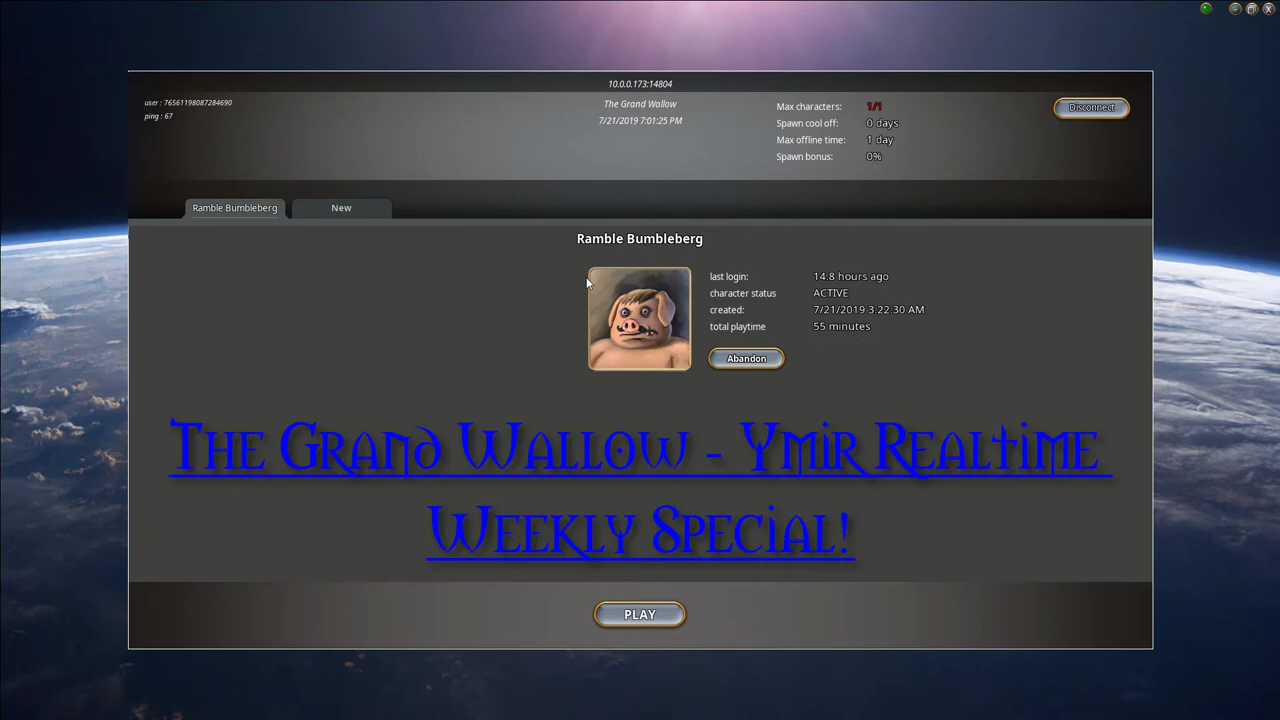 10.0.0.173:14804
user : 76561198087284690
ping : 67
The Grand Wallow
7/21/2019 7:01:25 PM
Max characters: 1/1
Spawn cool off: 0 days
Max offline time: 1 day
Spawn bonus: 0%
Disconnect
Ramble Bumbleberg
New
Ramble Bumbleberg
last login: 14.8 hours ago
character status ACTIVE
created: 7/21/2019 3:22:30 AM
total playtime 55 minutes
Abandon
The Grand Wallow - Ymir Realtime
Weekly Special!
PLAY